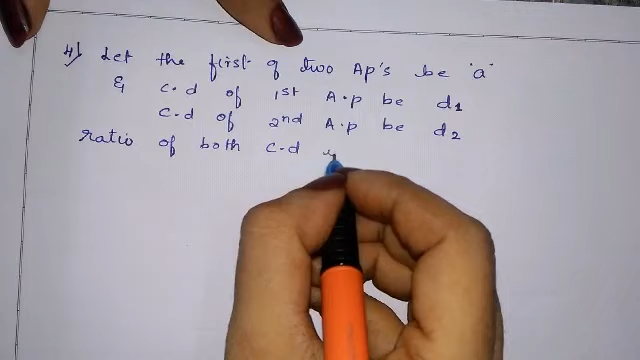 4) Let the first of two Ap's be "a"
& C.d of 1st A.p be d1
C.d of 2nd A.p be d2
ratio of both C.d